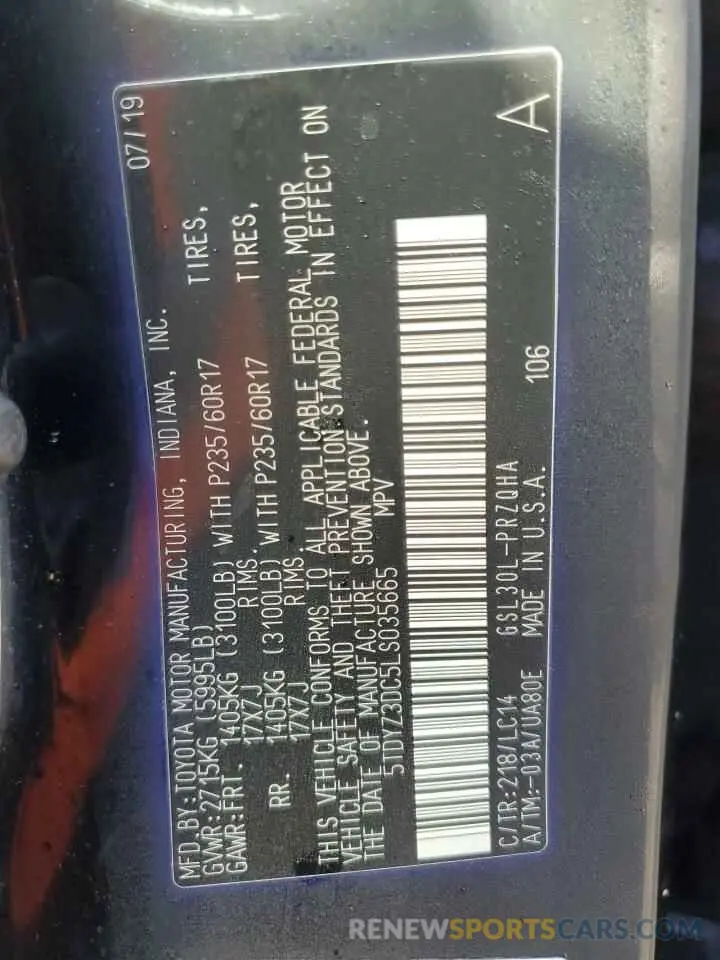 MFD.BY:TOYOTA MOTOR MANUFACTURING, INDIANA, INC. 07/19
GVWR:2715KG (5995LB)
GAWR:FRT. 1405KG (3100LB) WITH P235/60R17 TIRES,
17X7J RIMS.
RR. 1405KG (3100LB) WITH P235/60R17 TIRES,
17X7J RIMS.
THIS VEHICLE CONFORMS TO ALL APPLICABLE FEDERAL MOTOR
VEHICLE SAFETY AND THEFT PREVENTION STANDARDS IN EFFECT ON
THE DATE OF MANUFACTURE SHOWN ABOVE.
5TDYZ3DC5LS035665 MPV
C/TR:218/LC14 GSL30L-PRZQHA 106 A
A/TM:-03A/UA80E MADE IN U.S.A.
RENEWSPORTSCARS.COM